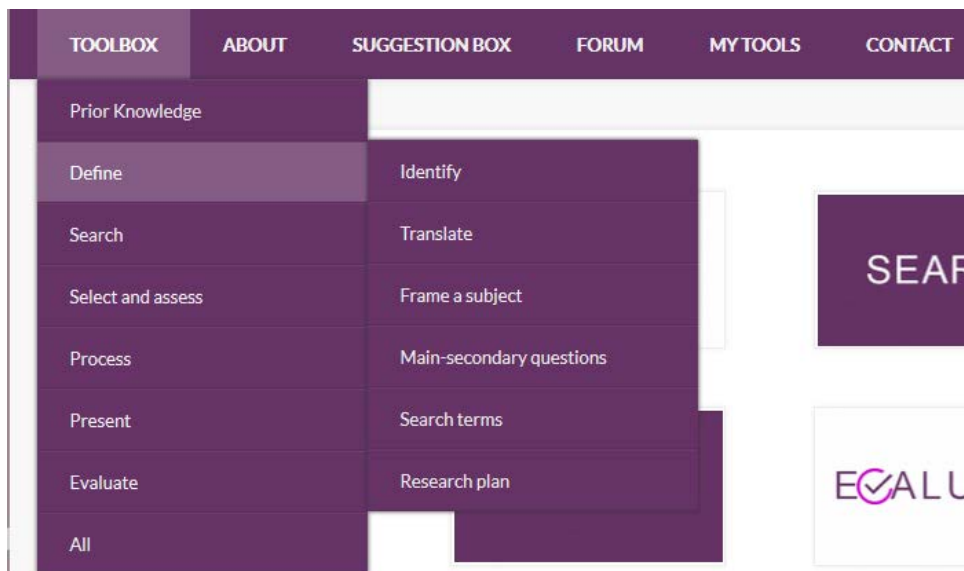 TOOLBOX ABOUT SUGGESTION BOX FORUM MY TOOLS CONTACT
Prior Knowledge
Define
Search
Select and assess
Process
Present
Evaluate
All
Identify
Translate
Frame a subject
Main-secondary questions
Search terms
Research plan
SEAR